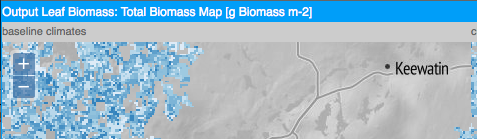 Output Leaf Biomass: Total Biomass Map [g Biomass m-2]
baseline climates
c
+
Keewatin
−